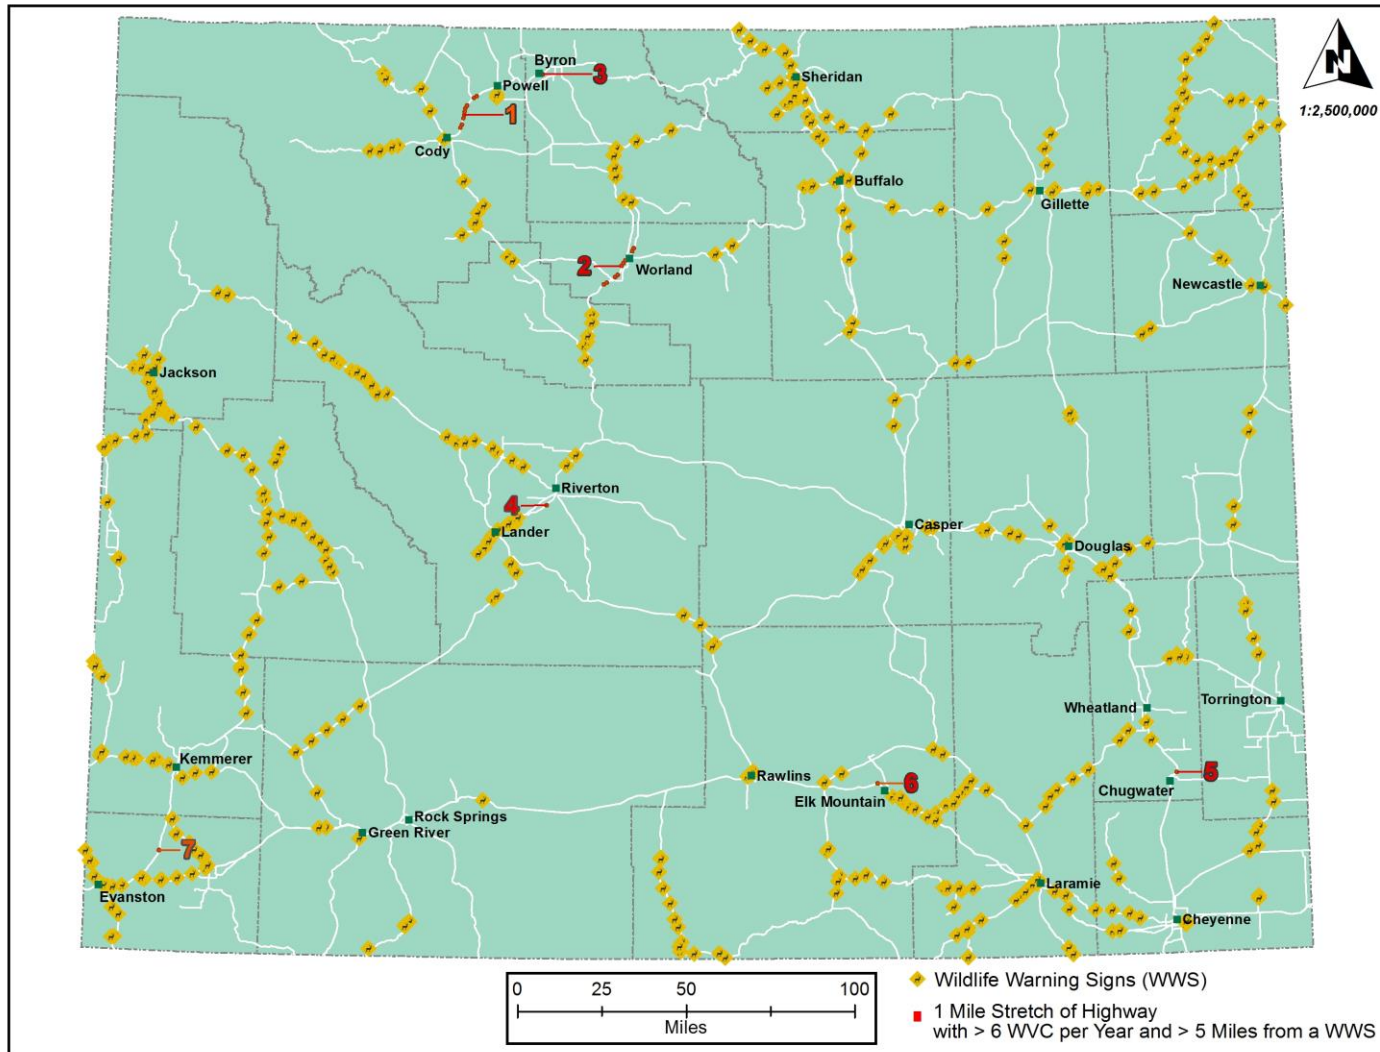 Byron
3
Sheridan
N
Powell
1:2,500,000
1
Cody
Buffalo
Gillette
2
Worland
Newcastle
Jackson
Riverton
4
Lander
Casper
Douglas
Wheatland
Torrington
Kemmerer
Rawlins
5
6
Elk Mountain
Chugwater
Rock Springs
Green River
7
Evanston
Laramie
Cheyenne
0 25 50 100
Miles
Wildlife Warning Signs (WWS)
1 Mile Stretch of Highway
with > 6 WVC per Year and > 5 Miles from a WWS